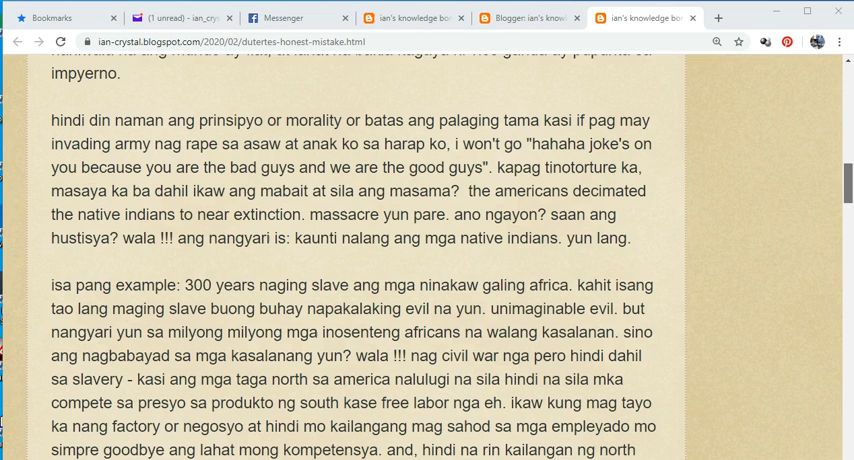 Bookmarks
(1 unread) - ian_crys
Messenger
ian's knowledge bo
Blogger: ian's knowl
ian's knowledge bo
ian-crystal.blogspot.com/2020/02/dutertes-honest-mistake.html
impyerno.
hindi din naman ang prinsipyo or morality or batas ang palaging tama kasi if pag may
invading army nag rape sa asaw at anak ko sa harap ko, i won't go "hahaha joke's on
you because you are the bad guys and we are the good guys". kapag tinotorture ka,
masaya ka ba dahil ikaw ang mabait at sila ang masama?  the americans decimated
the native indians to near extinction. massacre yun pare. ano ngayon? saan ang
hustisya? wala !!! ang nangyari is: kaunti nalang ang mga native indians. yun lang.
isa pang example: 300 years naging slave ang mga ninakaw galing africa. kahit isang
tao lang maging slave buong buhay napakalaking evil na yun. unimaginable evil. but
nangyari yun sa milyong milyong mga inosenteng africans na walang kasalanan. sino
ang nagbabayad sa mga kasalanang yun? wala !!! nag civil war nga pero hindi dahil
sa slavery - kasi ang mga taga north sa america nalulugi na sila hindi na sila mka
compete sa presyo sa produkto ng south kase free labor nga eh. ikaw kung mag tayo
ka nang factory or negosyo at hindi mo kailangang mag sahod sa mga empleyado mo
simpre goodbye ang lahat mong kompetensya. and, hindi na rin kailangan ng north